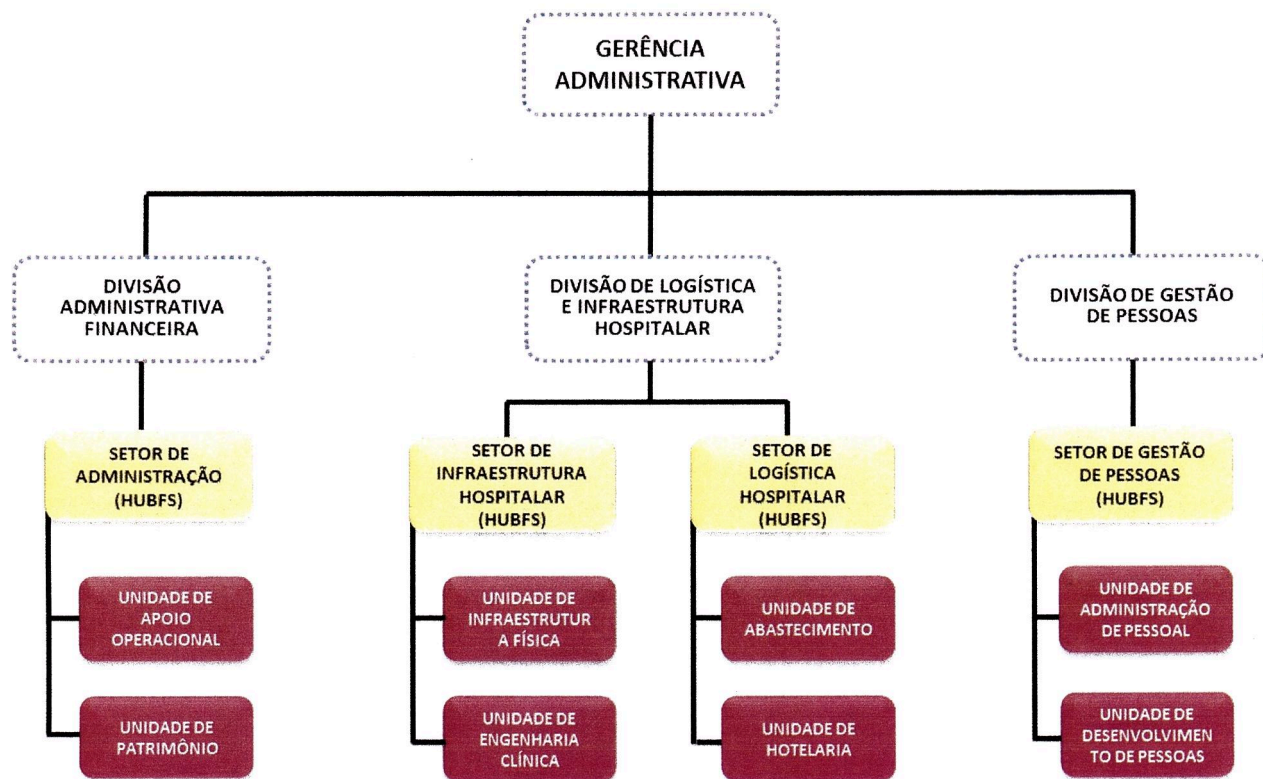 GERÊNCIA
ADMINISTRATIVA
DIVISÃO
ADMINISTRATIVA
FINANCEIRA
DIVISÃO DE LOGÍSTICA
E INFRAESTRUTURA
HOSPITALAR
DIVISÃO DE GESTÃO
DE PESSOAS
SETOR DE
ADMINISTRAÇÃO
(HUBFS)
SETOR DE
INFRAESTRUTURA
HOSPITALAR
(HUBFS)
SETOR DE
LOGÍSTICA
HOSPITALAR
(HUBFS)
SETOR DE GESTÃO
DE PESSOAS
(HUBFS)
UNIDADE DE
APOIO
OPERACIONAL
UNIDADE DE
INFRAESTRUTUR
A FÍSICA
UNIDADE DE
ABASTECIMENTO
UNIDADE DE
ADMINISTRAÇÃO
DE PESSOAL
UNIDADE DE
PATRIMÔNIO
UNIDADE DE
ENGENHARIA
CLÍNICA
UNIDADE DE
HOTELARIA
UNIDADE DE
DESENVOLVIMEN
TO DE PESSOAS